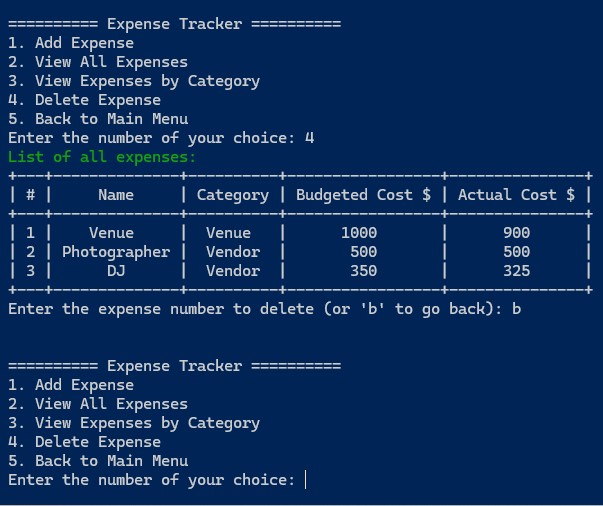 ========== Expense Tracker ==========
1. Add Expense
2. View All Expenses
3. View Expenses by Category
4. Delete Expense
5. Back to Main Menu
Enter the number of your choice: 4
List of all expenses:
+---+--------------+----------+-----------------+---------------+
| # |     Name     | Category | Budgeted Cost $ | Actual Cost $ |
+---+--------------+----------+-----------------+---------------+
| 1 |    Venue     |  Venue   |      1000       |      900      |
| 2 | Photographer |  Vendor  |       500       |      500      |
| 3 |      DJ      |  Vendor  |       350       |      325      |
+---+--------------+----------+-----------------+---------------+
Enter the expense number to delete (or 'b' to go back): b
========== Expense Tracker ==========
1. Add Expense
2. View All Expenses
3. View Expenses by Category
4. Delete Expense
5. Back to Main Menu
Enter the number of your choice: